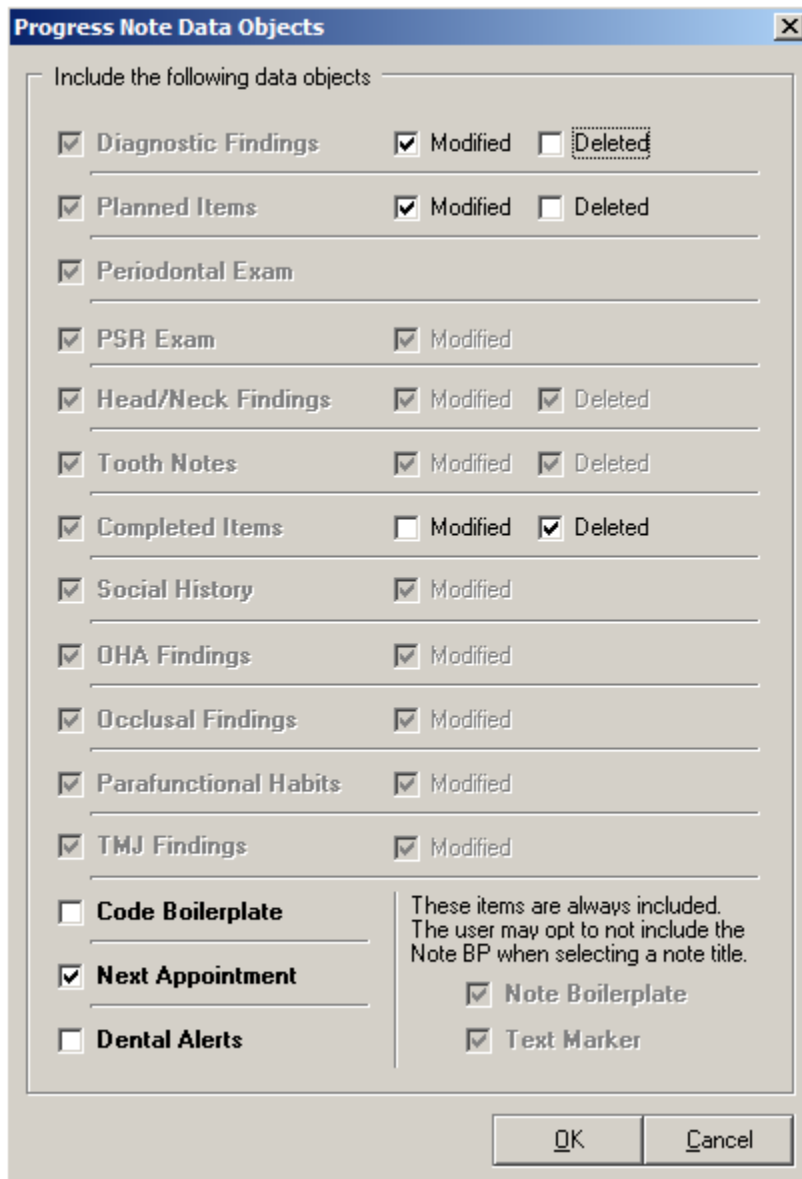 Progress Note Data Objects
Include the following data objects
Diagnostic Findings Modified Deleted
Planned Items Modified Deleted
Periodontal Exam
PSR Exam Modified
Head/Neck Findings Modified Deleted
Tooth Notes Modified Deleted
Completed Items Modified Deleted
Social History Modified
OHA Findings Modified
Occlusal Findings Modified
Parafunctional Habits Modified
TMJ Findings Modified
Code Boilerplate
Next Appointment
Dental Alerts
These items are always included.
The user may opt to not include the
Note BP when selecting a note title.
Note Boilerplate
Text Marker
OK Cancel